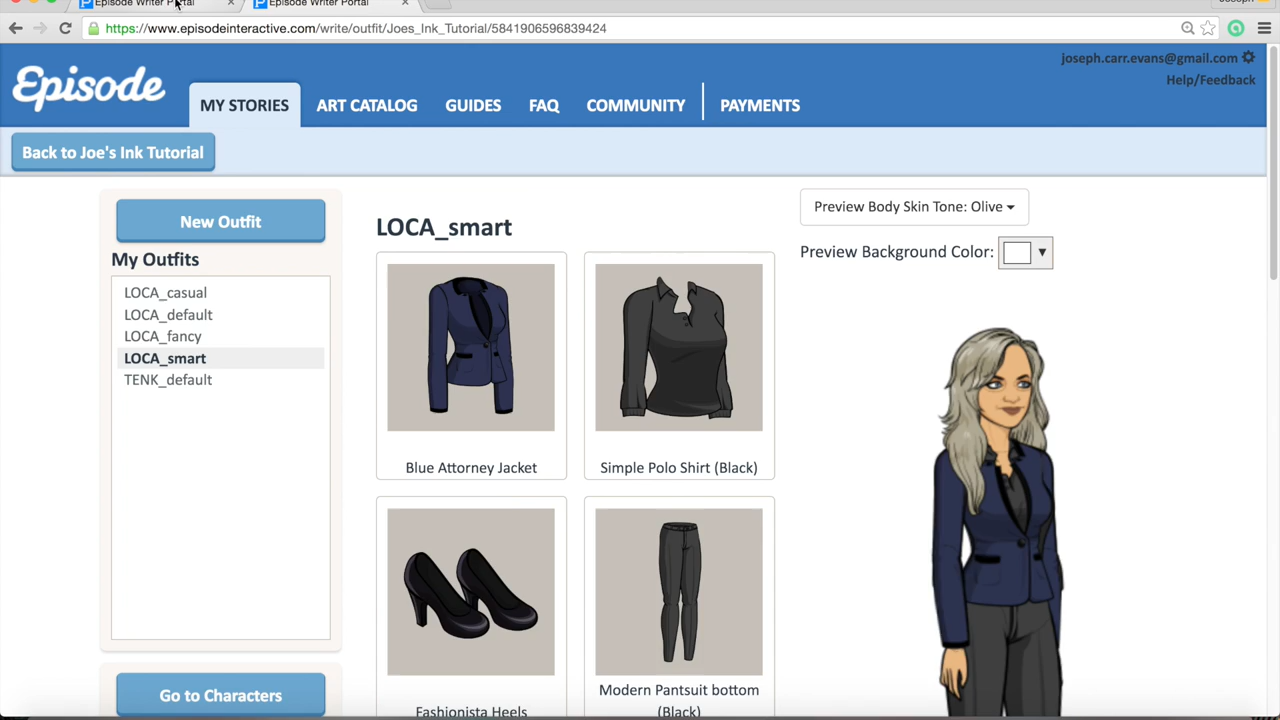 Episode Writer Portal
Episode Writer Portal
https://www.episodeinteractive.com/write/outfit/Joes_Ink_Tutorial/5841906596839424
joseph.carr.evans@gmail.com
Help/Feedback
Episode
MY STORIES
ART CATALOG
GUIDES
FAQ
COMMUNITY
PAYMENTS
Back to Joe's Ink Tutorial
New Outfit
My Outfits
LOCA_casual
LOCA_default
LOCA_fancy
LOCA_smart
TENK_default
Go to Characters
LOCA_smart
Blue Attorney Jacket
Simple Polo Shirt (Black)
Fashionista Heels
Modern Pantsuit bottom
(Black)
Preview Body Skin Tone: Olive
Preview Background Color: